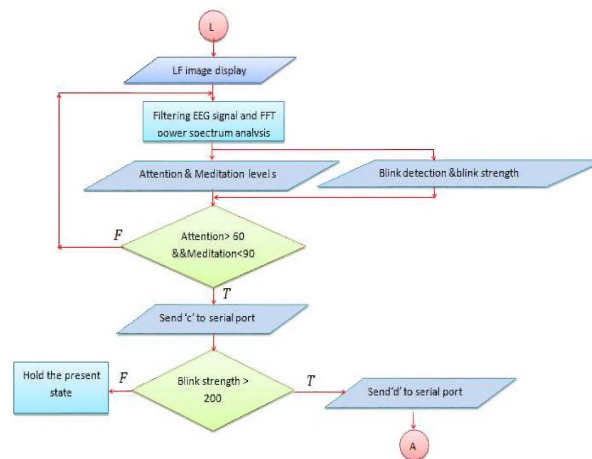 L
LF image display
Filtering EEG signal and FFT
power spectrum analysis
Attention & Meditation levels
Blink detection &blink strength
F
Attention> 60
&&Meditation<90
T
Send 'c' to serial port
Hold the present
state
F
Blink strength >
200
T
Send'd' to serial port
A